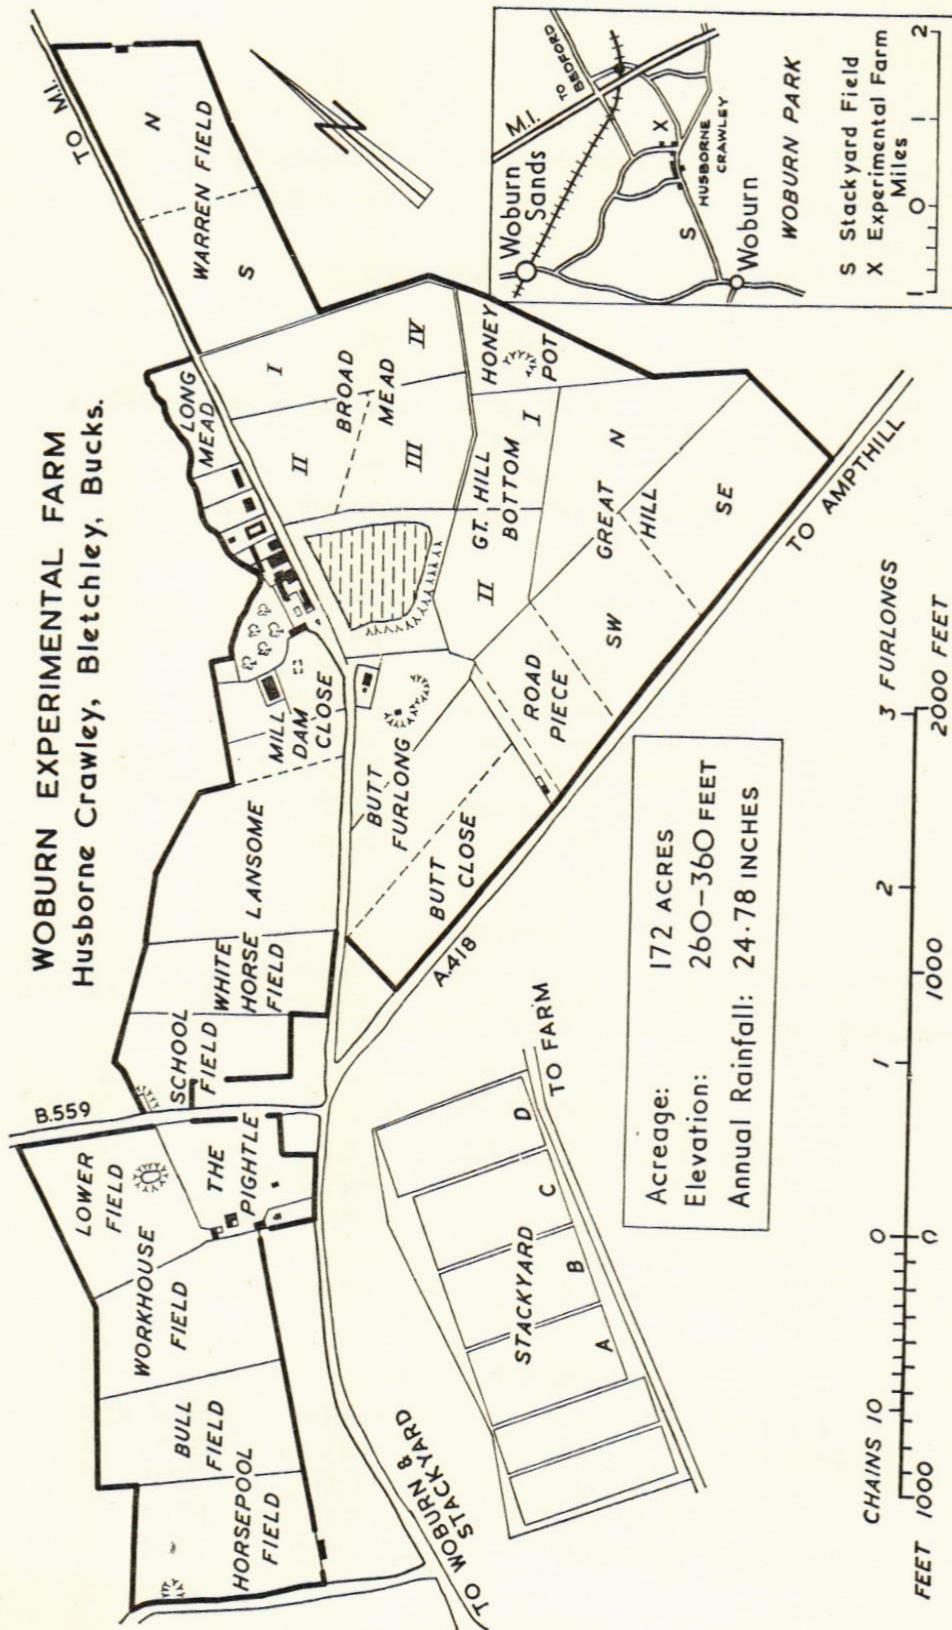 WOBURN EXPERIMENTAL FARM
Husborne Crawley, Bletchley, Bucks.
TO M.I.
N
WARREN FIELD
S
LONG
MEAD
I
II
BROAD
MEAD
III
IV
HONEY
POT
GT. HILL
BOTTOM
I
II
GREAT
HILL
N
SE
SW
ROAD
PIECE
TO AMPTHILL
MILL
DAM
CLOSE
BUTT
FURLONG
BUTT
CLOSE
A.418
LANSOME
WHITE
HORSE
FIELD
SCHOOL
FIELD
B.559
LOWER
FIELD
THE
PIGHTLE
WORKHOUSE
FIELD
BULL
FIELD
HORSEPOOL
FIELD
TO WOBURN &
STACKYARD
STACKYARD
A
B
C
D
TO FARM
Acreage: 172 ACRES
Elevation: 260-360 FEET
Annual Rainfall: 24·78 INCHES
CHAINS 10 0 1 2 3 FURLONGS
FEET 1000 0 1000 2000 FEET
Woburn
Sands
M.I.
TO
BEDFORD
X
HUSBORNE
CRAWLEY
S
Woburn
WOBURN PARK
S Stackyard Field
X Experimental Farm
Miles
1 0 1 2